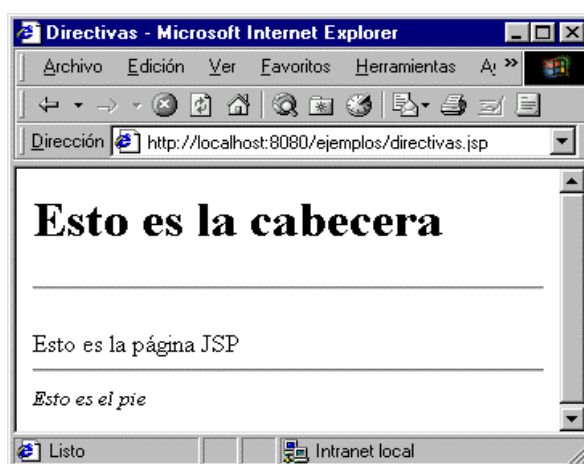 Directivas - Microsoft Internet Explorer
Archivo Edición Ver Favoritos Herramientas »
Dirección http://localhost:8080/ejemplos/directivas.jsp
Esto es la cabecera
Esto es la página JSP
Esto es el pie
Listo Intranet local